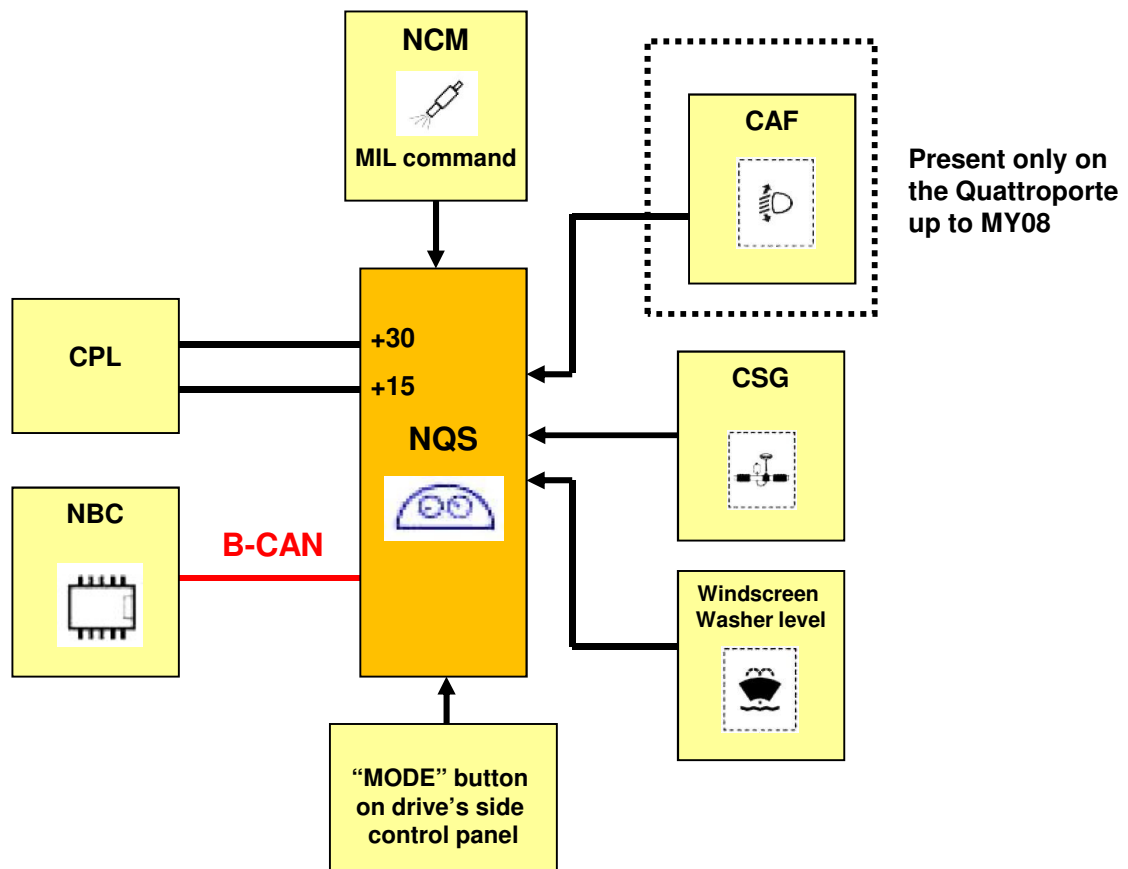 NCM
MIL command
CAF
Present only on
the Quattroporte
up to MY08
CPL
+30
+15
NQS
CSG
NBC
B-CAN
Windscreen
Washer level
“MODE” button
on drive’s side
control panel